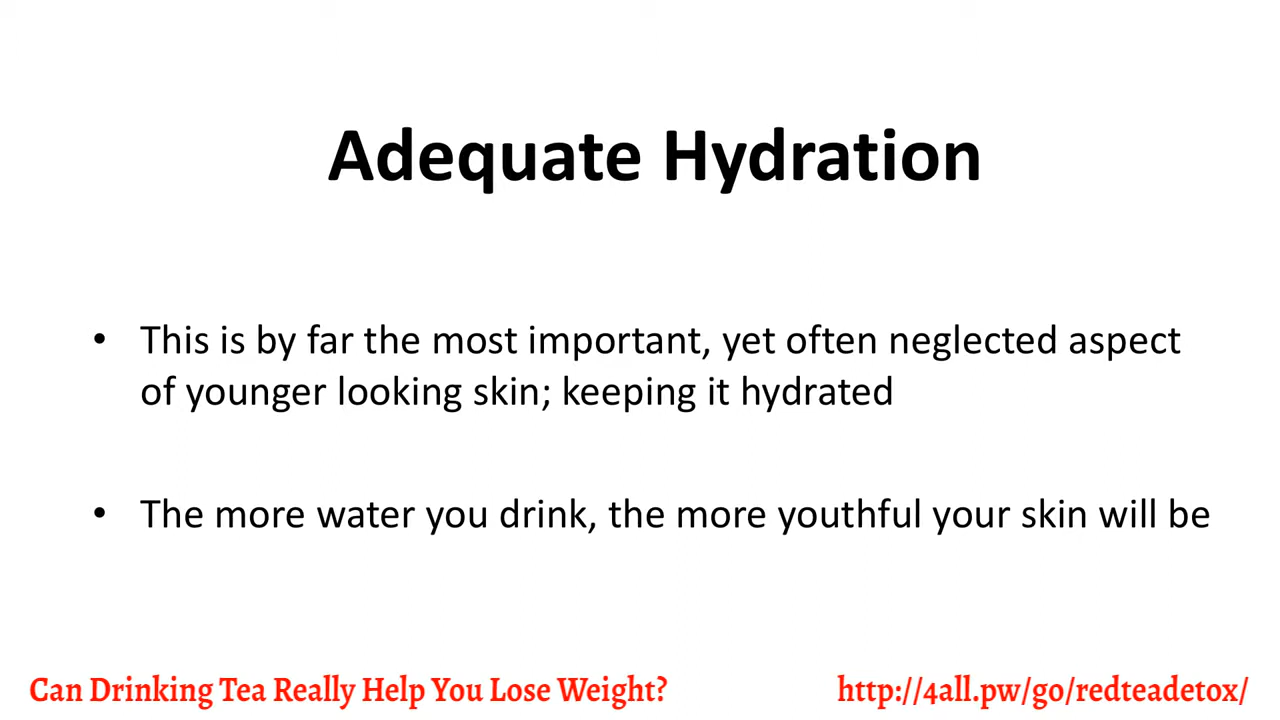 Adequate Hydration
• This is by far the most important, yet often neglected aspect
of younger looking skin; keeping it hydrated
• The more water you drink, the more youthful your skin will be
Can Drinking Tea Really Help You Lose Weight? http://4all.pw/go/redteadetox/